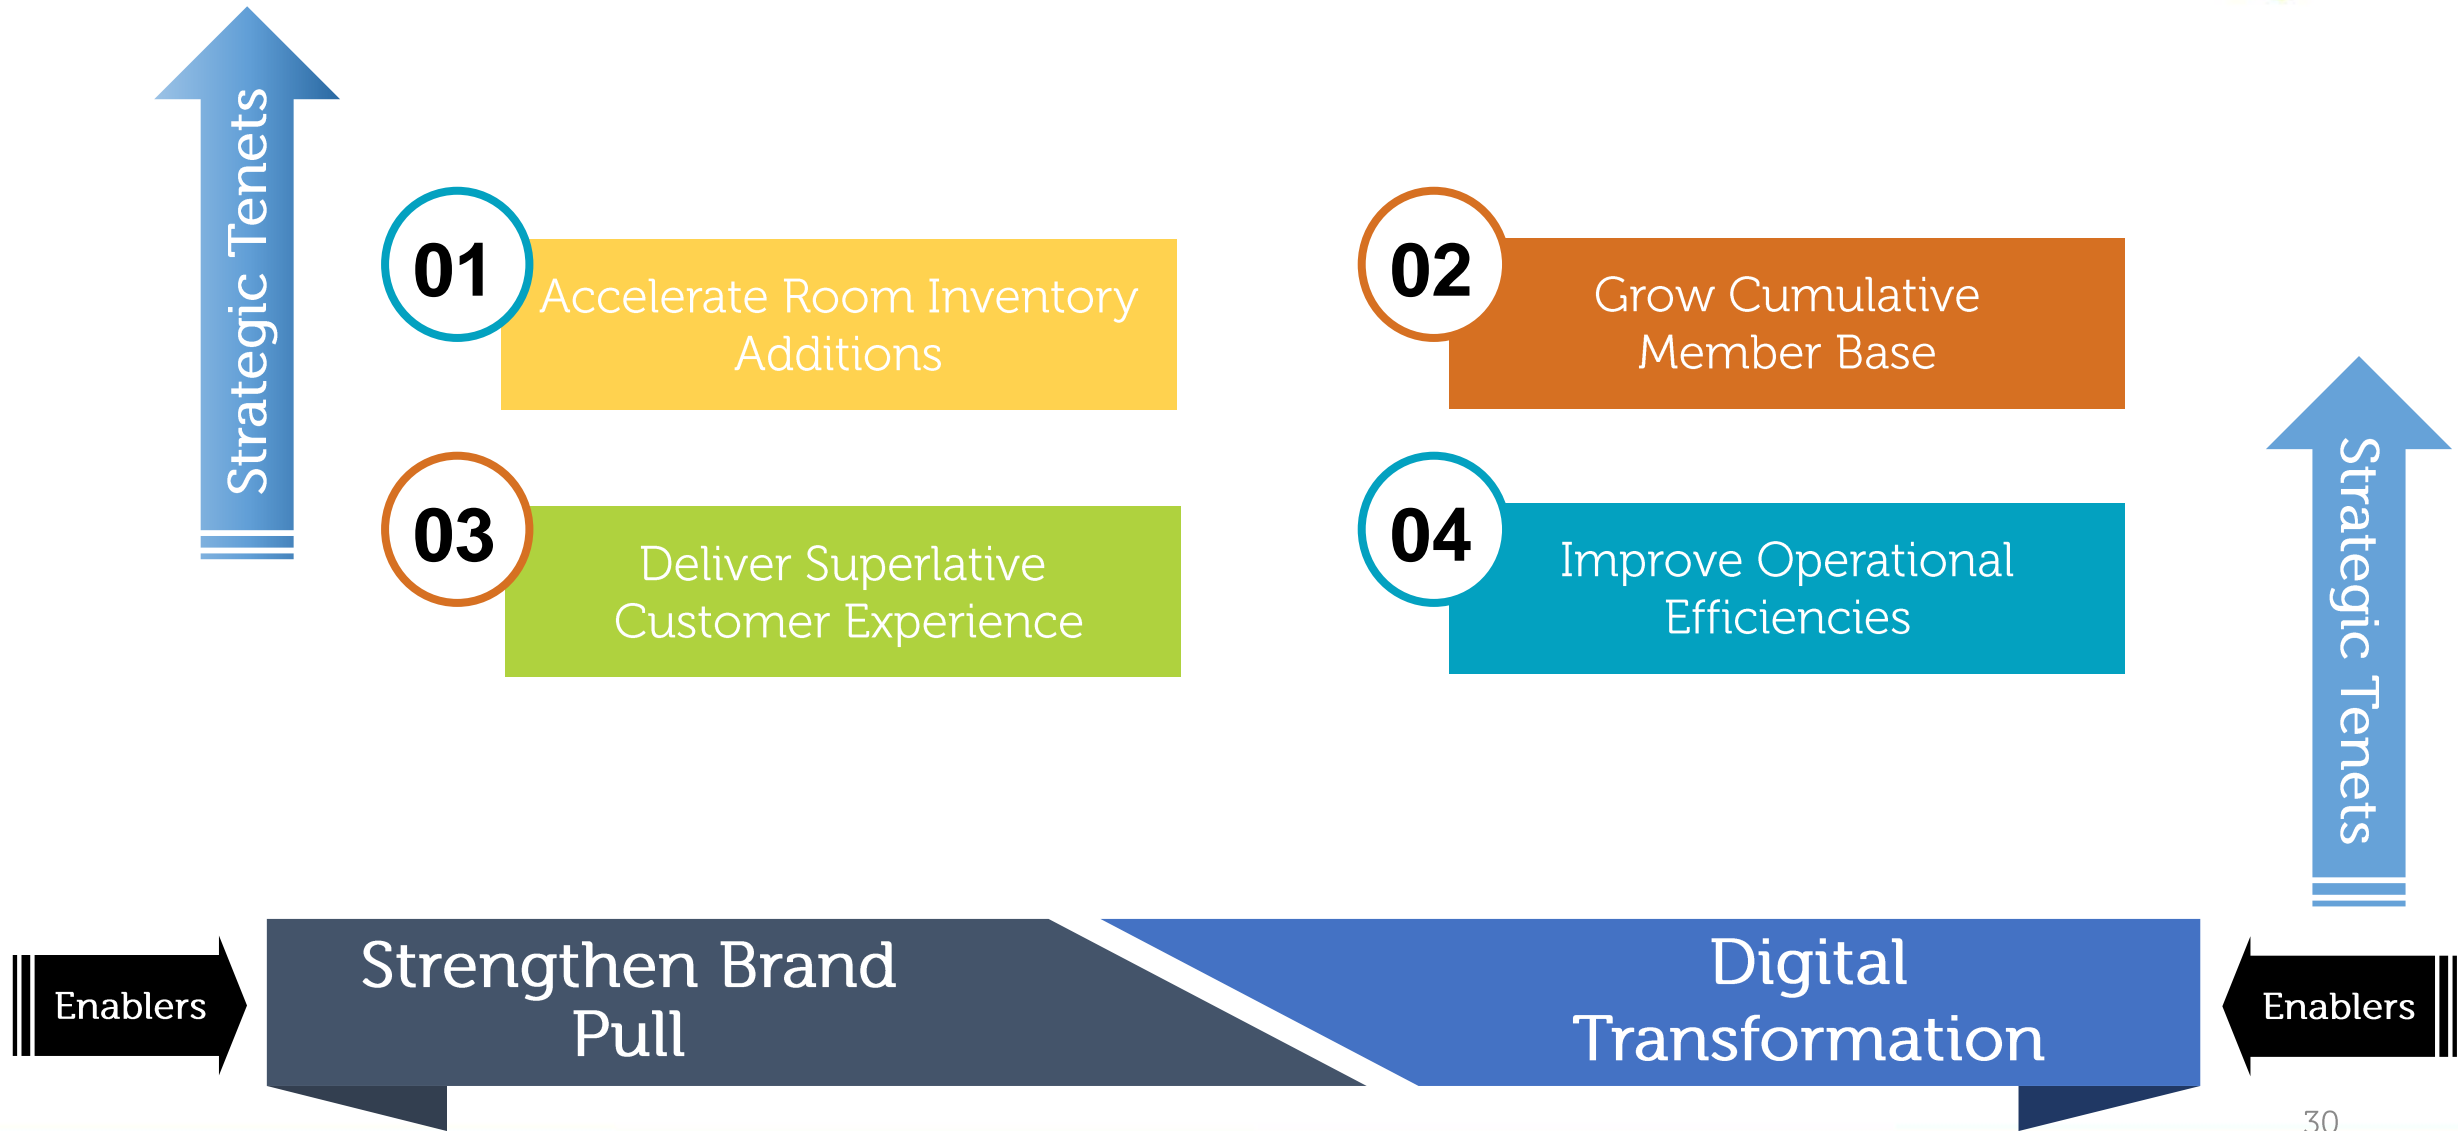 Strategic Tenets
01
Accelerate Room Inventory
Additions
02
Grow Cumulative
Member Base
03
Deliver Superlative
Customer Experience
04
Improve Operational
Efficiencies
Strategic Tenets
Enablers
Strengthen Brand
Pull
Digital
Transformation
Enablers
30